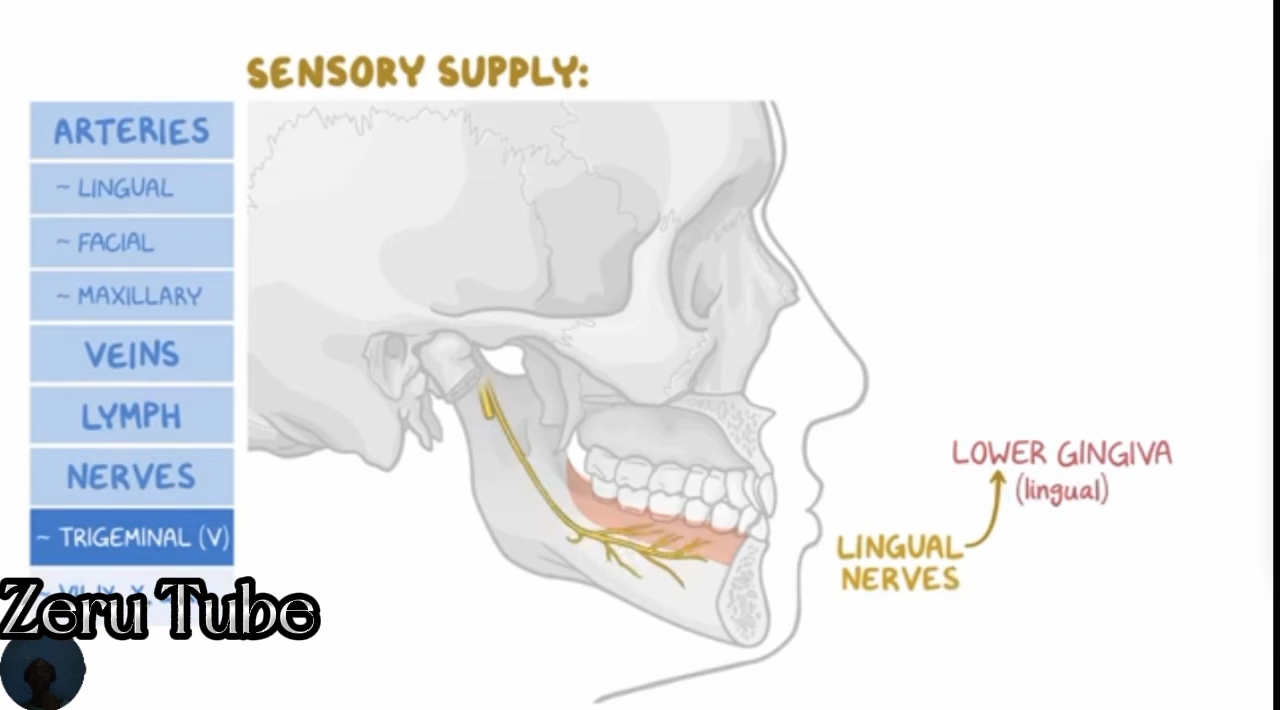 SENSORY SUPPLY:
ARTERIES
~ LINGUAL
~ FACIAL
~ MAXILLARY
VEINS
LYMPH
NERVES
~ TRIGEMINAL (V)
Zeru Tube
LOWER GINGIVA
(lingual)
LINGUAL
NERVES